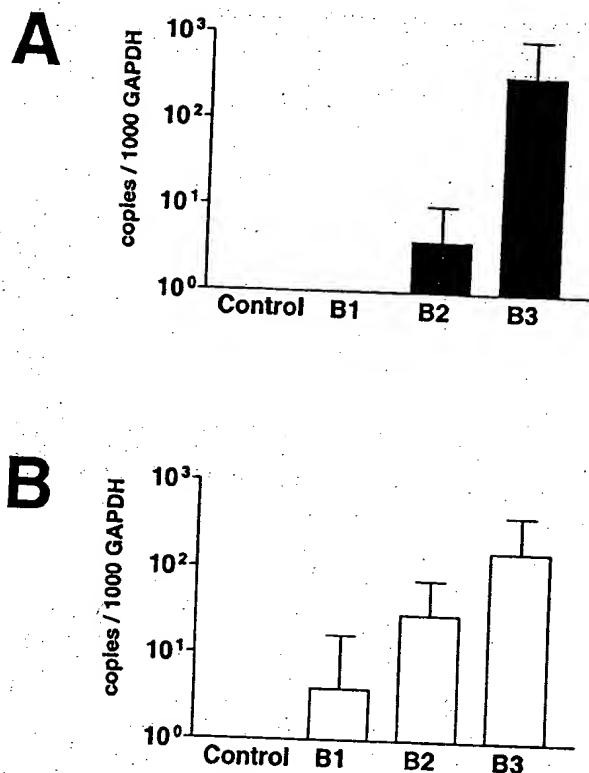 A
copies / 1000 GAPDH
10³
10²
10¹
10⁰
Control B1 B2 B3
B
copies / 1000 GAPDH
10³
10²
10¹
10⁰
Control B1 B2 B3